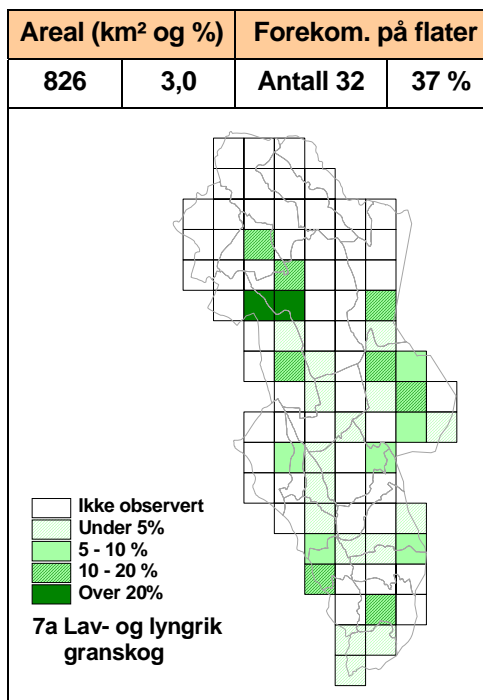 Areal (km² og %) Forekom. på flater
826 3,0 Antall 32 37 %
Ikke observert
Under 5%
5 - 10 %
10 - 20 %
Over 20%
7a Lav- og lyngrik
granskog